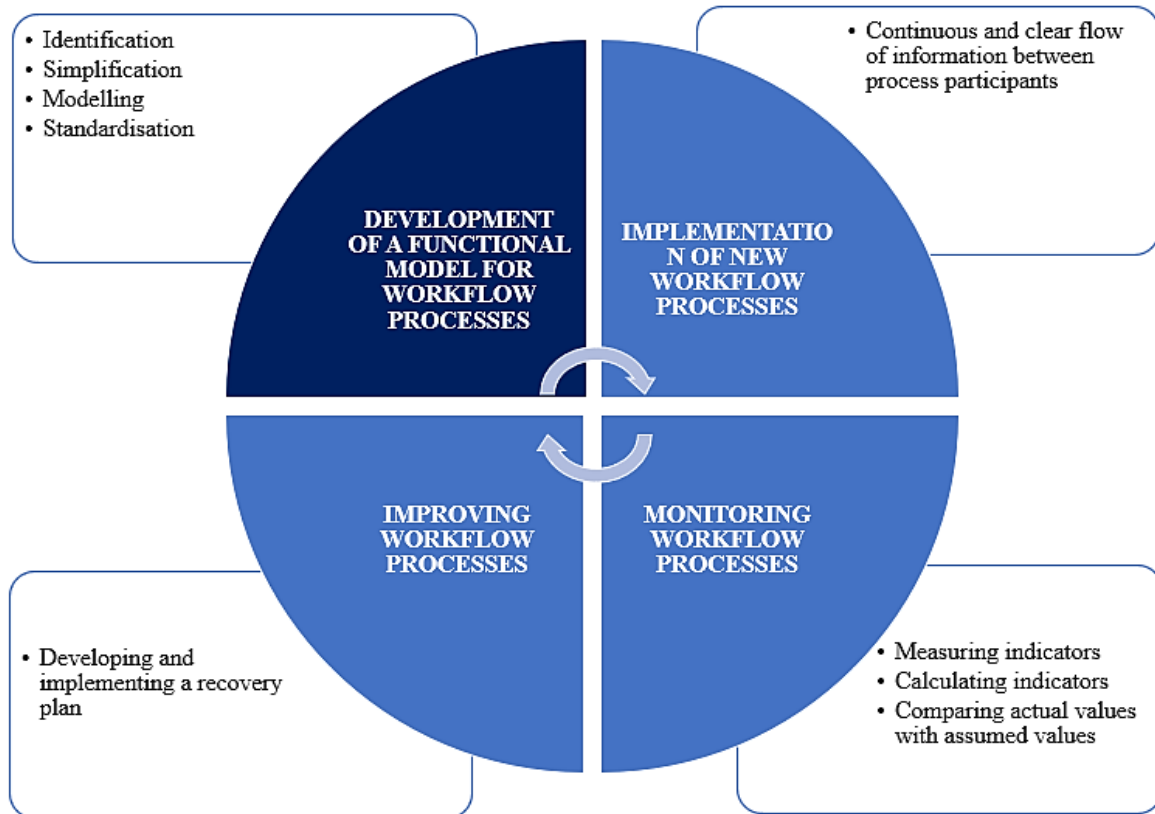 • Identification
• Simplification
• Modelling
• Standardisation
• Continuous and clear flow
of information between
process participants
DEVELOPMENT
OF A FUNCTIONAL
MODEL FOR
WORKFLOW
PROCESSES
IMPLEMENTATIO
N OF NEW
WORKFLOW
PROCESSES
IMPROVING
WORKFLOW
PROCESSES
MONITORING
WORKFLOW
PROCESSES
• Developing and
implementing a recovery
plan
• Measuring indicators
• Calculating indicators
• Comparing actual values
with assumed values